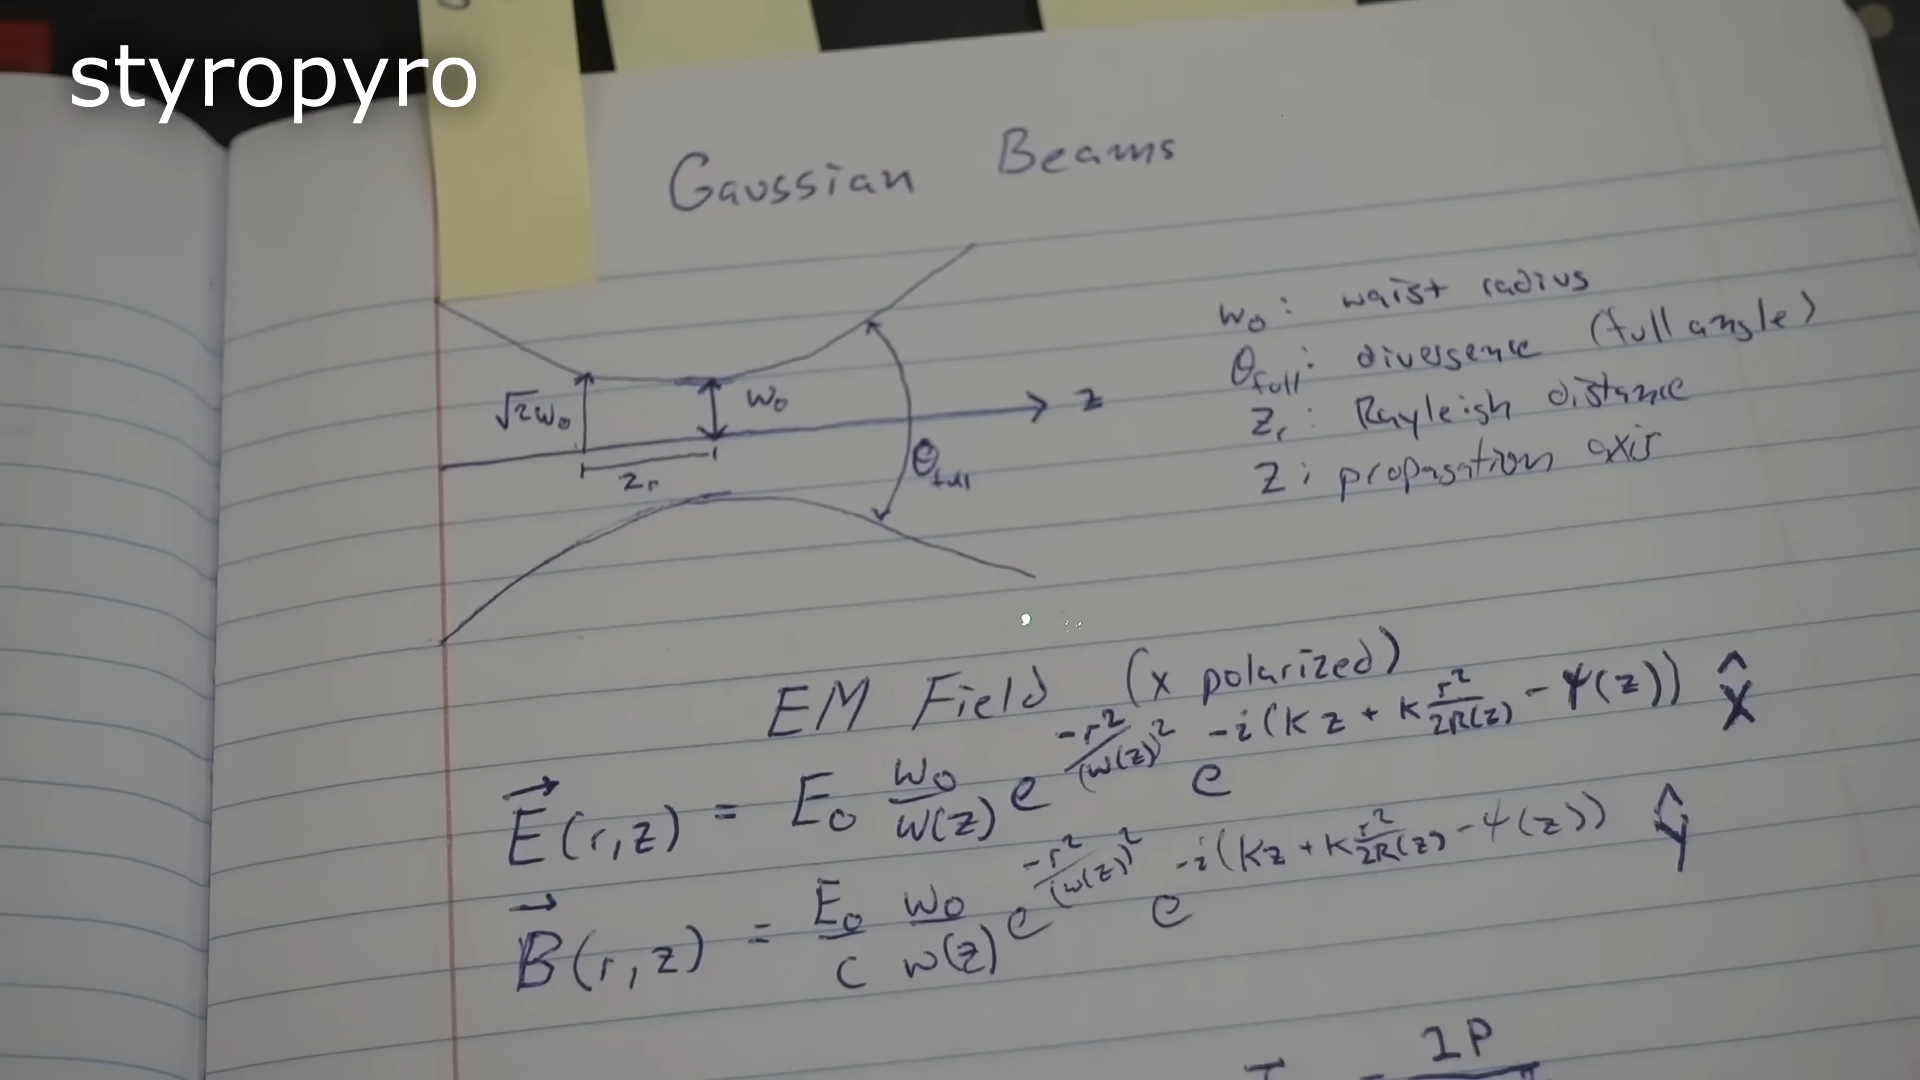 styropyro
Gaussian Beams
√2w₀
w₀
z
zᵣ
θfull
w₀: waist radius
θfull: divergence (full angle)
Zᵣ: Rayleigh distance
Z: propagation axis
EM Field (x polarized)
E⃗(r,z) = E₀ w₀/w(z) e^(-r²/(w(z))²) e^(-i(kz + k r²/2R(z) - ψ(z))) x̂
B⃗(r,z) = E₀/c w₀/w(z) e^(-r²/(w(z))²) e^(-i(kz + k r²/2R(z) - ψ(z))) ŷ